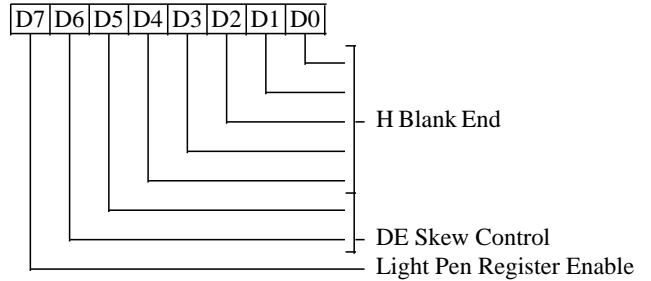 D7 D6 D5 D4 D3 D2 D1 D0
H Blank End
DE Skew Control
Light Pen Register Enable